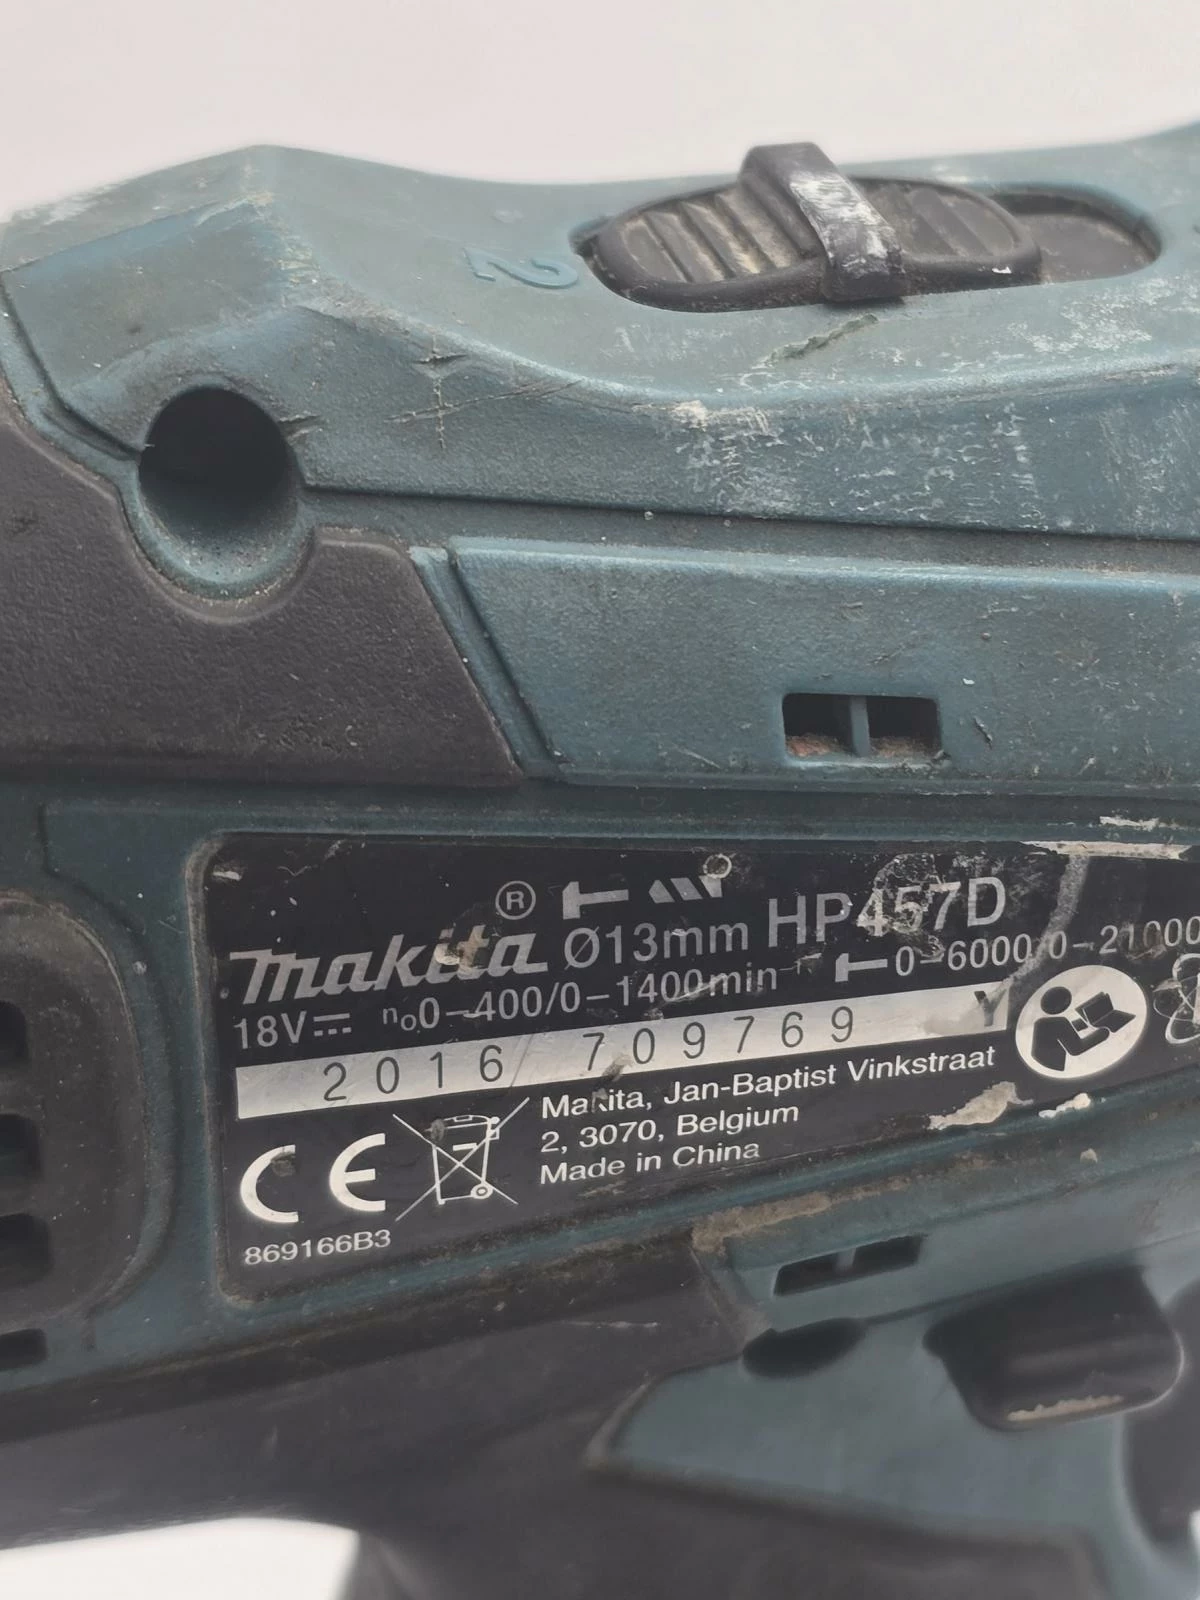 2
makita® Ø13mm HP457D
18V n₀0-400/0-1400min 0-6000/0-21000
2016 709769 Y
Makita, Jan-Baptist Vinkstraat
2, 3070, Belgium
Made in China
CE
869166B3